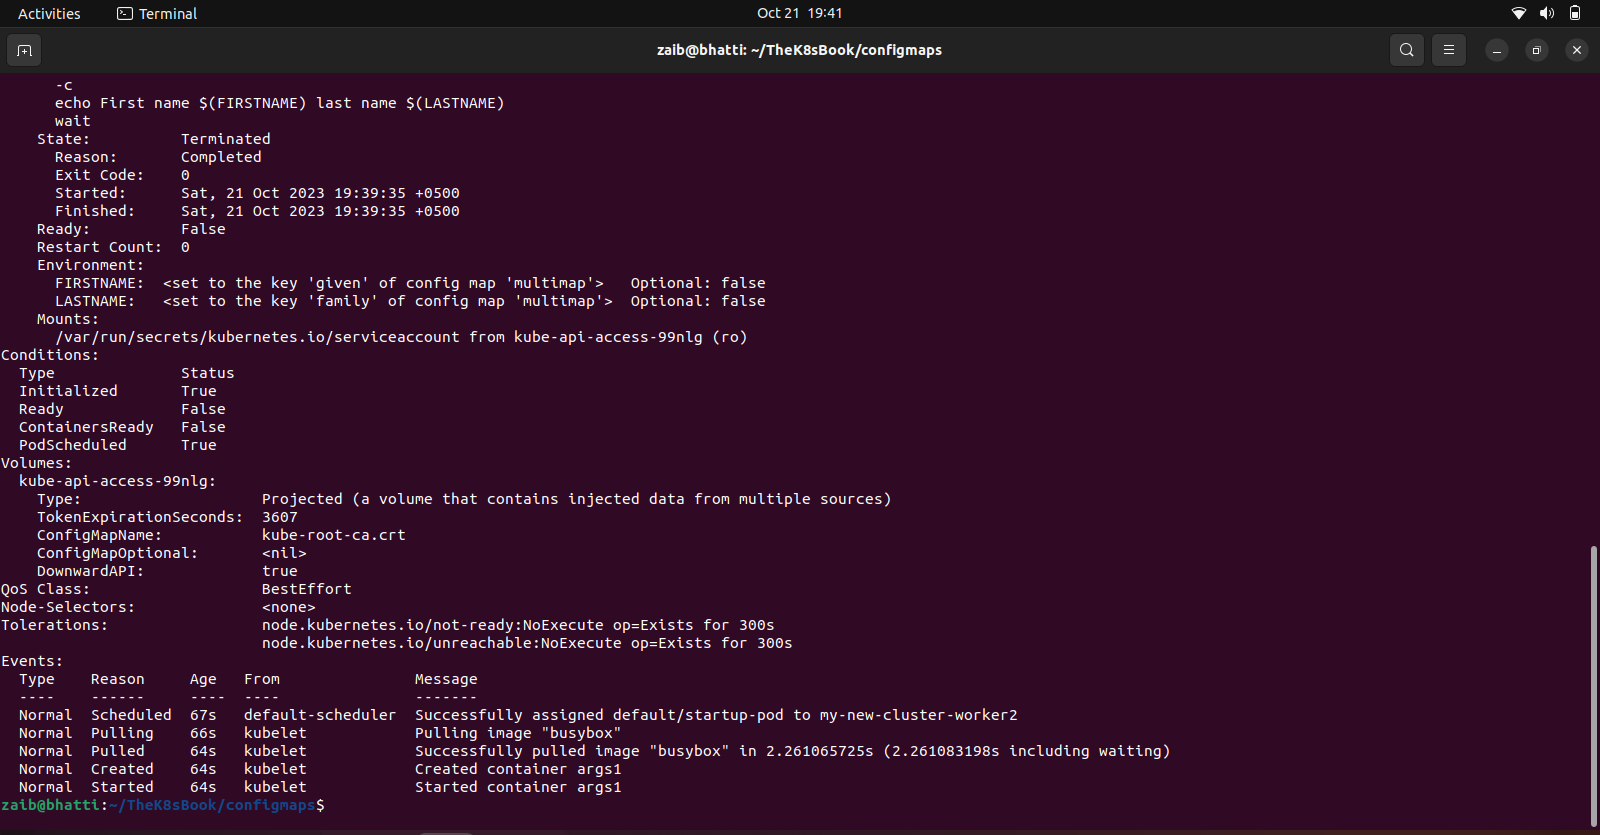 Activities
Terminal
Oct 21 19:41
zaib@bhatti: ~/TheK8sBook/configmaps
-c
echo First name $(FIRSTNAME) last name $(LASTNAME)
wait
State: Terminated
Reason: Completed
Exit Code: 0
Started: Sat, 21 Oct 2023 19:39:35 +0500
Finished: Sat, 21 Oct 2023 19:39:35 +0500
Ready: False
Restart Count: 0
Environment:
FIRSTNAME: <set to the key 'given' of config map 'multimap'> Optional: false
LASTNAME: <set to the key 'family' of config map 'multimap'> Optional: false
Mounts:
/var/run/secrets/kubernetes.io/serviceaccount from kube-api-access-99nlg (ro)
Conditions:
Type Status
Initialized True
Ready False
ContainersReady False
PodScheduled True
Volumes:
kube-api-access-99nlg:
Type: Projected (a volume that contains injected data from multiple sources)
TokenExpirationSeconds: 3607
ConfigMapName: kube-root-ca.crt
ConfigMapOptional: <nil>
DownwardAPI: true
QoS Class: BestEffort
Node-Selectors: <none>
Tolerations: node.kubernetes.io/not-ready:NoExecute op=Exists for 300s
node.kubernetes.io/unreachable:NoExecute op=Exists for 300s
Events:
Type Reason Age From Message
---- ------ ---- ---- -------
Normal Scheduled 67s default-scheduler Successfully assigned default/startup-pod to my-new-cluster-worker2
Normal Pulling 66s kubelet Pulling image "busybox"
Normal Pulled 64s kubelet Successfully pulled image "busybox" in 2.261065725s (2.261083198s including waiting)
Normal Created 64s kubelet Created container args1
Normal Started 64s kubelet Started container args1
zaib@bhatti:~/TheK8sBook/configmaps$